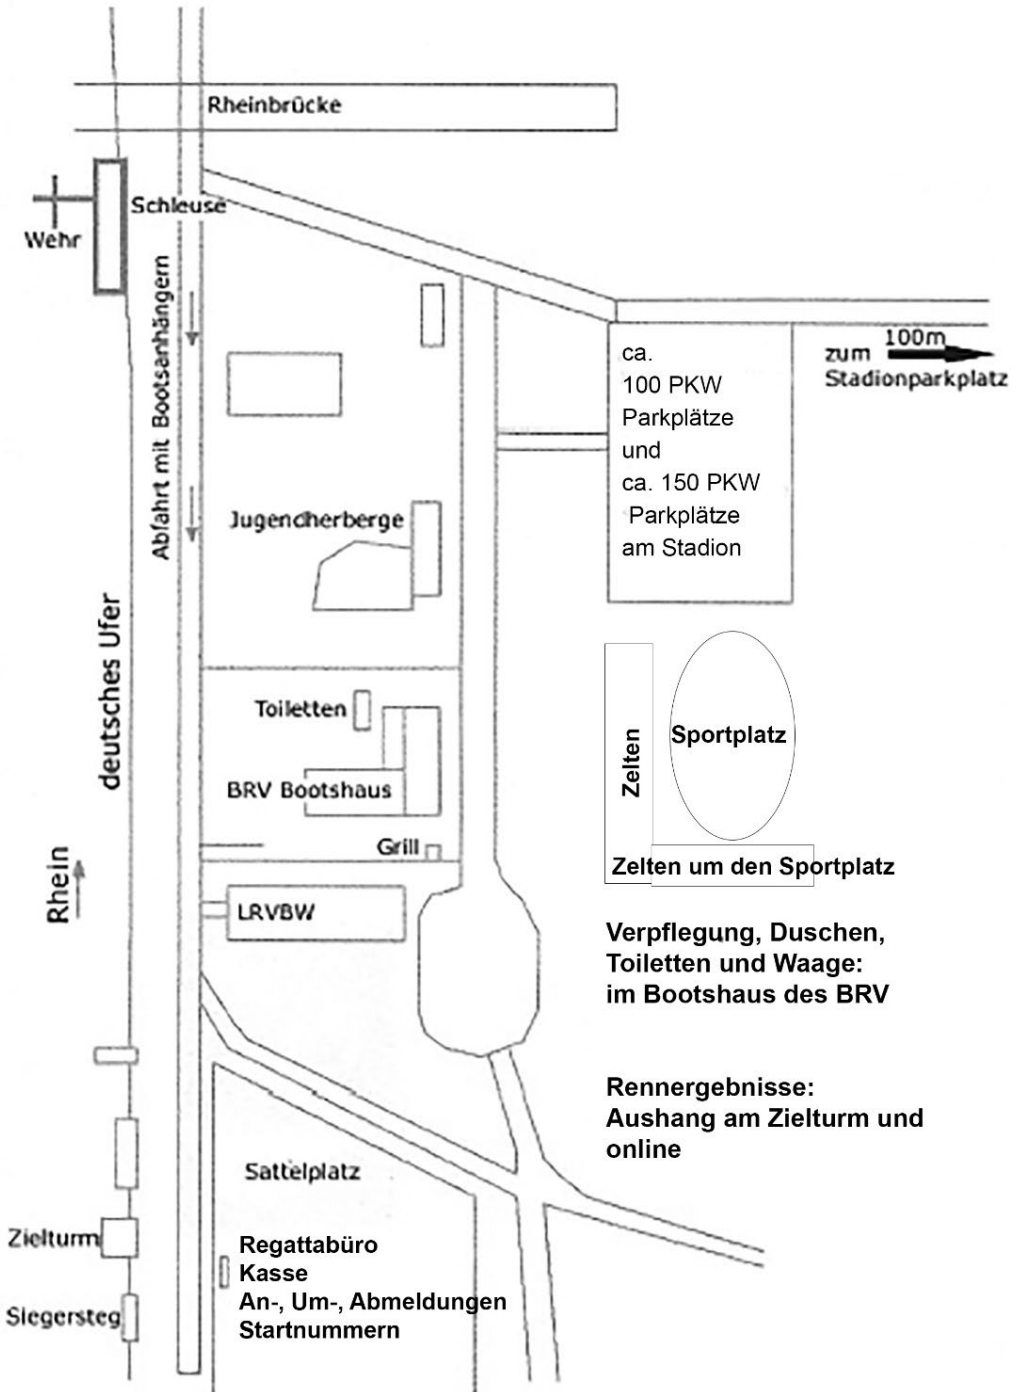 Rheinbrücke
Schleuse
Wehr
Abfahrt mit Bootsanhängern
100m
zum
Stadionparkplatz
ca.
100 PKW
Parkplätze
und
ca. 150 PKW
Parkplätze
am Stadion
Jugendherberge
deutsches Ufer
Toiletten
BRV Bootshaus
Zelten
Sportplatz
Grill
Zelten um den Sportplatz
Rhein
LRVBW
Verpflegung, Duschen,
Toiletten und Waage:
im Bootshaus des BRV
Rennergebnisse:
Aushang am Zielturm und
online
Sattelplatz
Zielturm
Regattabüro
Kasse
An-, Um-, Abmeldungen
Startnummern
Siegersteg